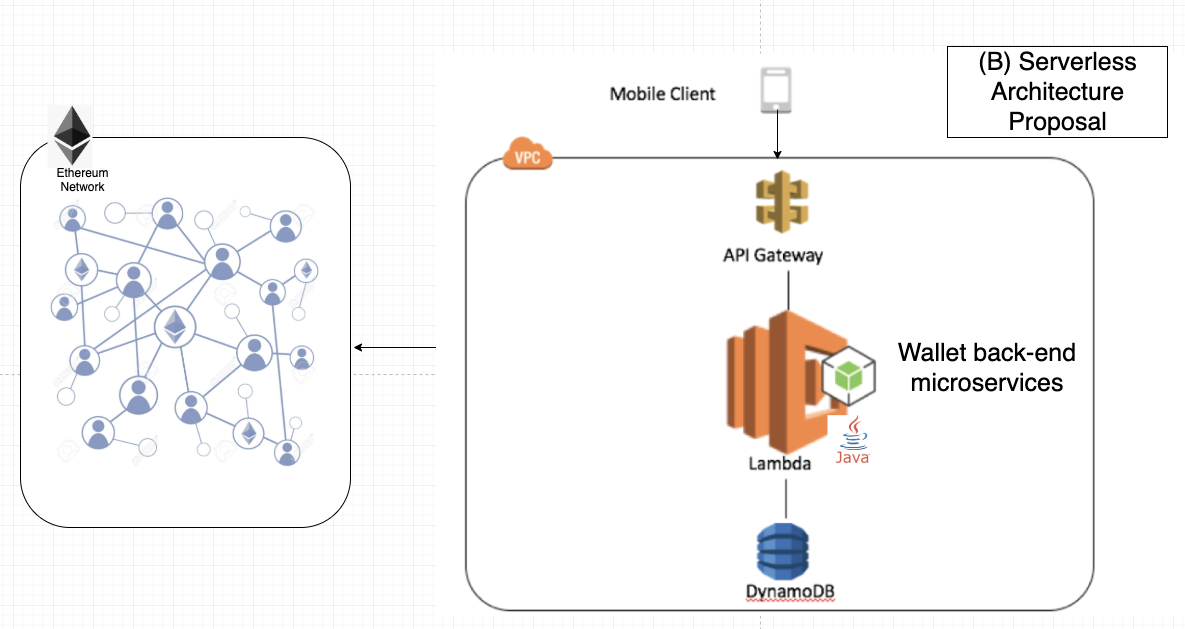 (B) Serverless
Architecture
Proposal
Mobile Client
VPC
Ethereum
Network
API Gateway
Wallet back-end
microservices
Java
Lambda
DynamoDB